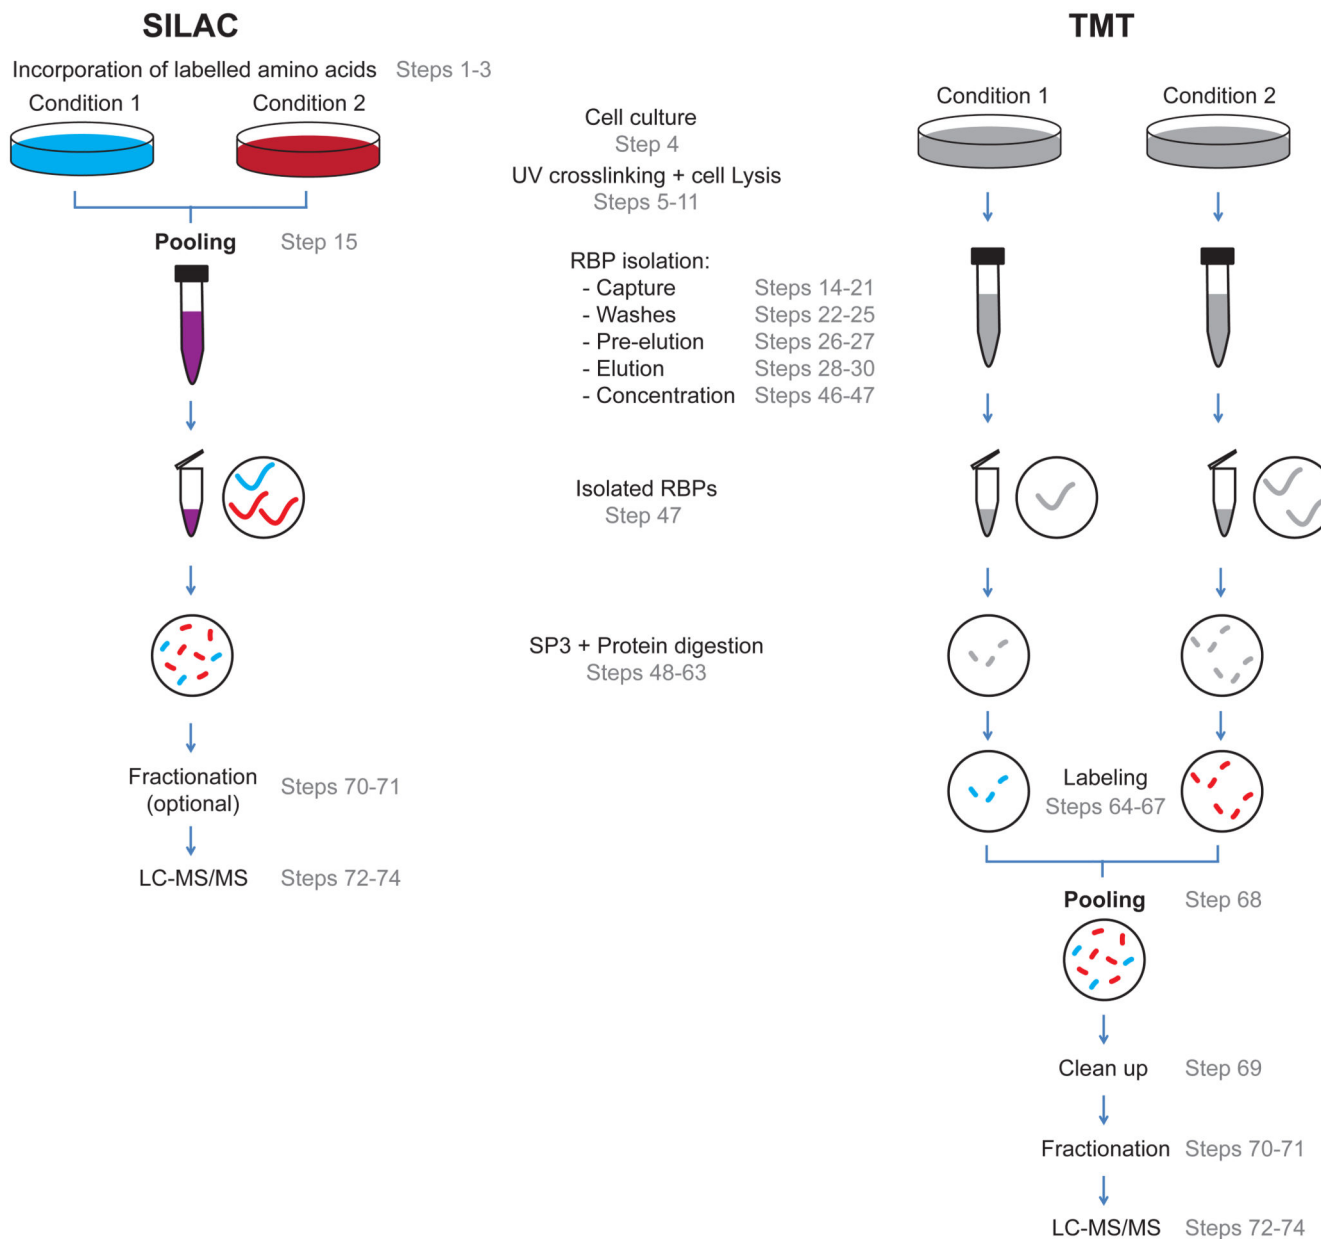 SILAC
Incorporation of labelled amino acids Steps 1-3
Condition 1 Condition 2
Pooling Step 15
Fractionation
(optional)
Steps 70-71
LC-MS/MS Steps 72-74
Cell culture
Step 4
UV crosslinking + cell Lysis
Steps 5-11
RBP isolation:
- Capture Steps 14-21
- Washes Steps 22-25
- Pre-elution Steps 26-27
- Elution Steps 28-30
- Concentration Steps 46-47
Isolated RBPs
Step 47
SP3 + Protein digestion
Steps 48-63
TMT
Condition 1 Condition 2
Labeling
Steps 64-67
Pooling Step 68
Clean up Step 69
Fractionation Steps 70-71
LC-MS/MS Steps 72-74